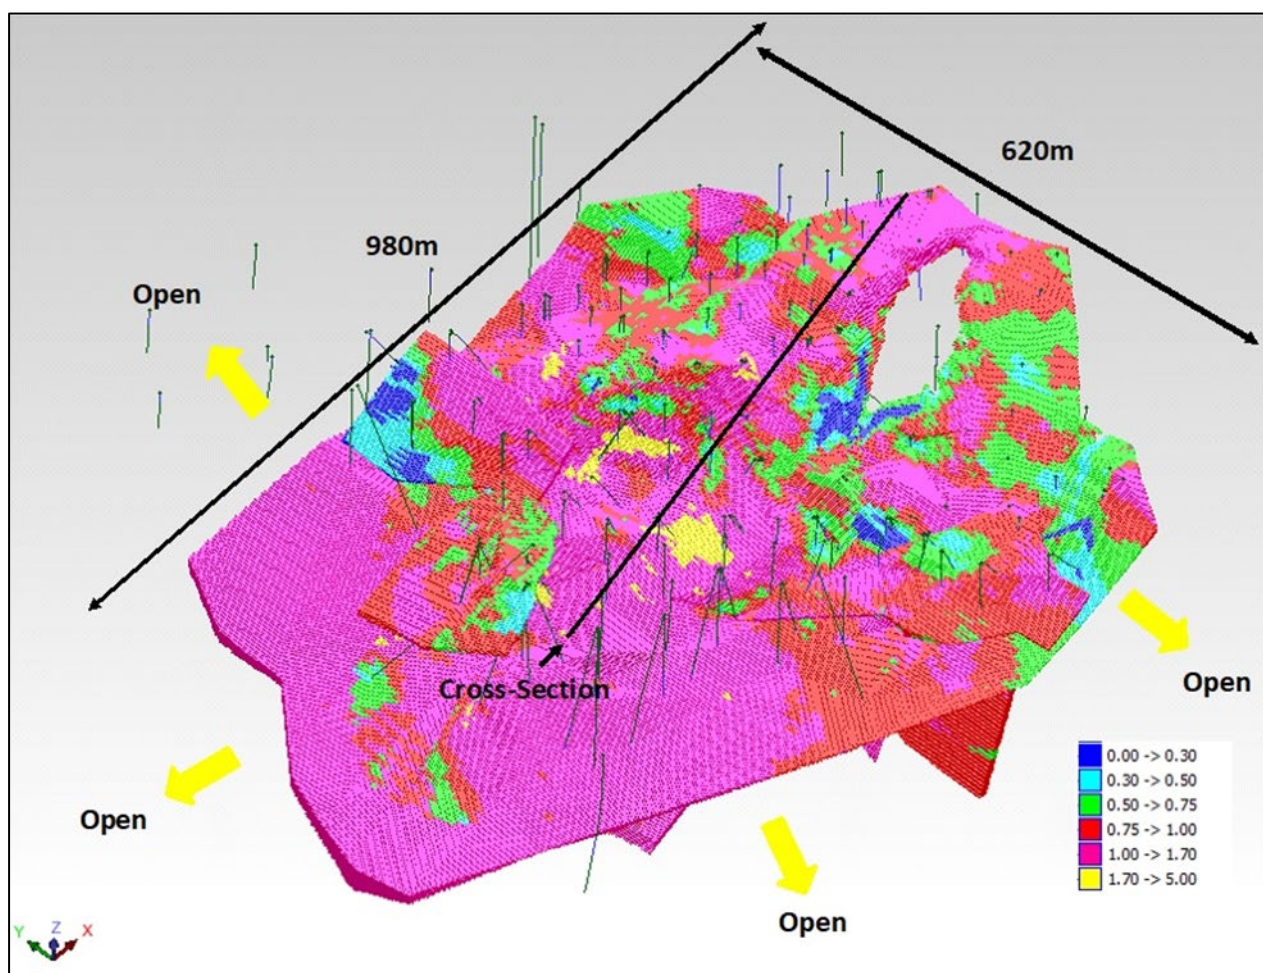 620m
980m
Open
Cross-Section
Open
Open
Open
0.00 -> 0.30
0.30 -> 0.50
0.50 -> 0.75
0.75 -> 1.00
1.00 -> 1.70
1.70 -> 5.00
Y Z X